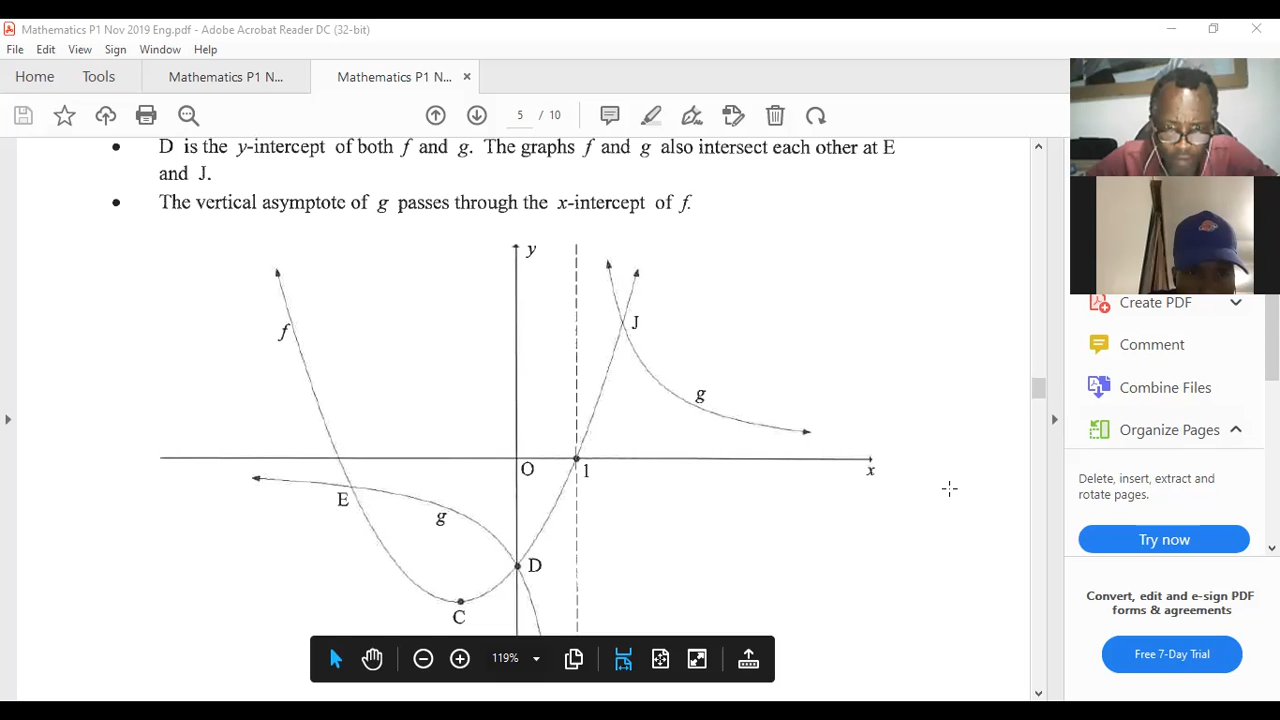 Mathematics P1 Nov 2019 Eng.pdf - Adobe Acrobat Reader DC (32-bit)
File Edit View Sign Window Help
Home Tools Mathematics P1 N... Mathematics P1 N... ×
5 / 10
• D is the y-intercept of both f and g. The graphs f and g also intersect each other at E
and J.
• The vertical asymptote of g passes through the x-intercept of f.
y
f
J
g
O
1
x
E
g
D
C
119%
Create PDF
Comment
Combine Files
Organize Pages
Delete, insert, extract and
rotate pages.
Try now
Convert, edit and e-sign PDF
forms & agreements
Free 7-Day Trial